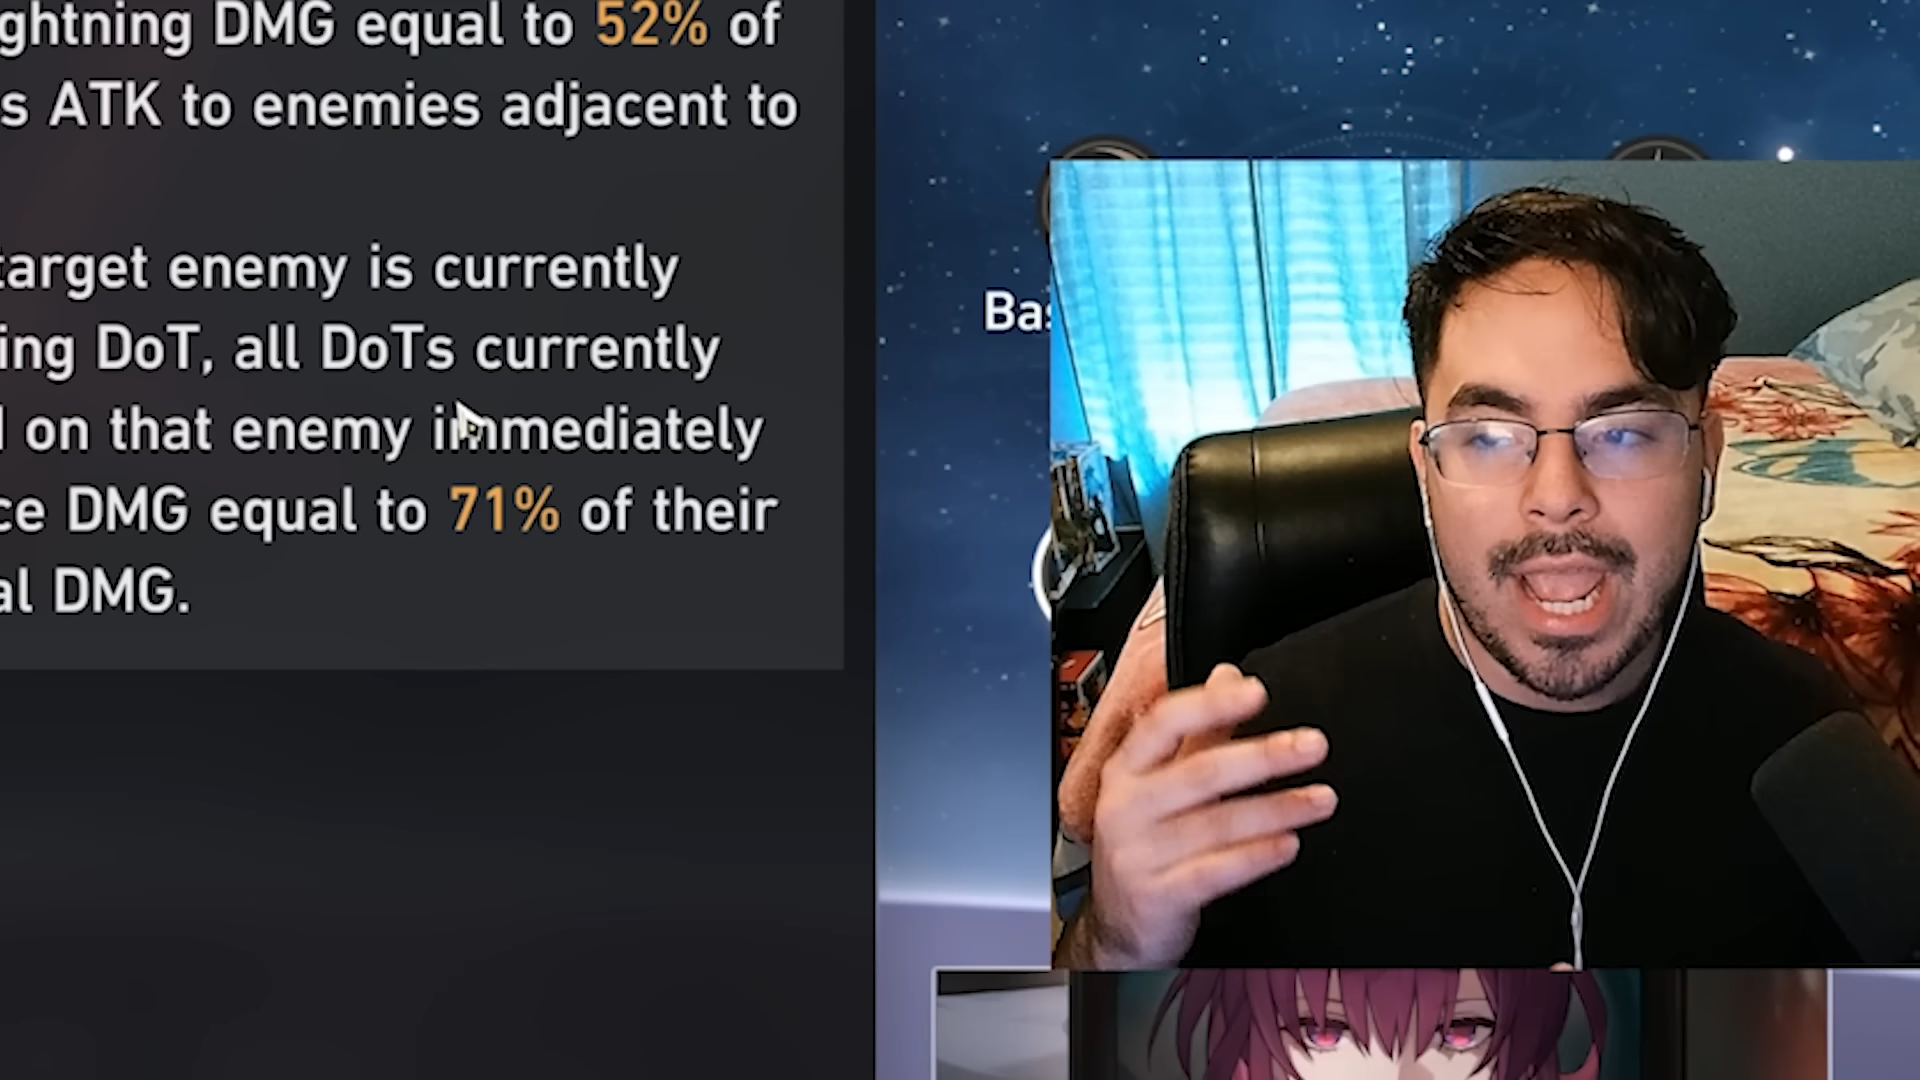 ghtning DMG equal to 52% of
s ATK to enemies adjacent to
target enemy is currently
ing DoT, all DoTs currently
on that enemy immediately
ce DMG equal to 71% of their
al DMG.
Bas